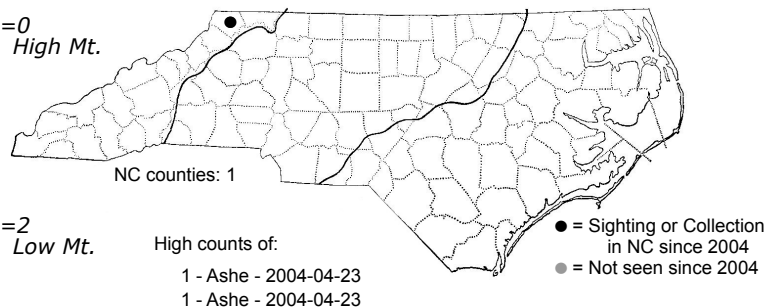 =0
High Mt.
NC counties: 1
=2
Low Mt.
High counts of:
1 - Ashe - 2004-04-23
1 - Ashe - 2004-04-23
● = Sighting or Collection
in NC since 2004
● = Not seen since 2004